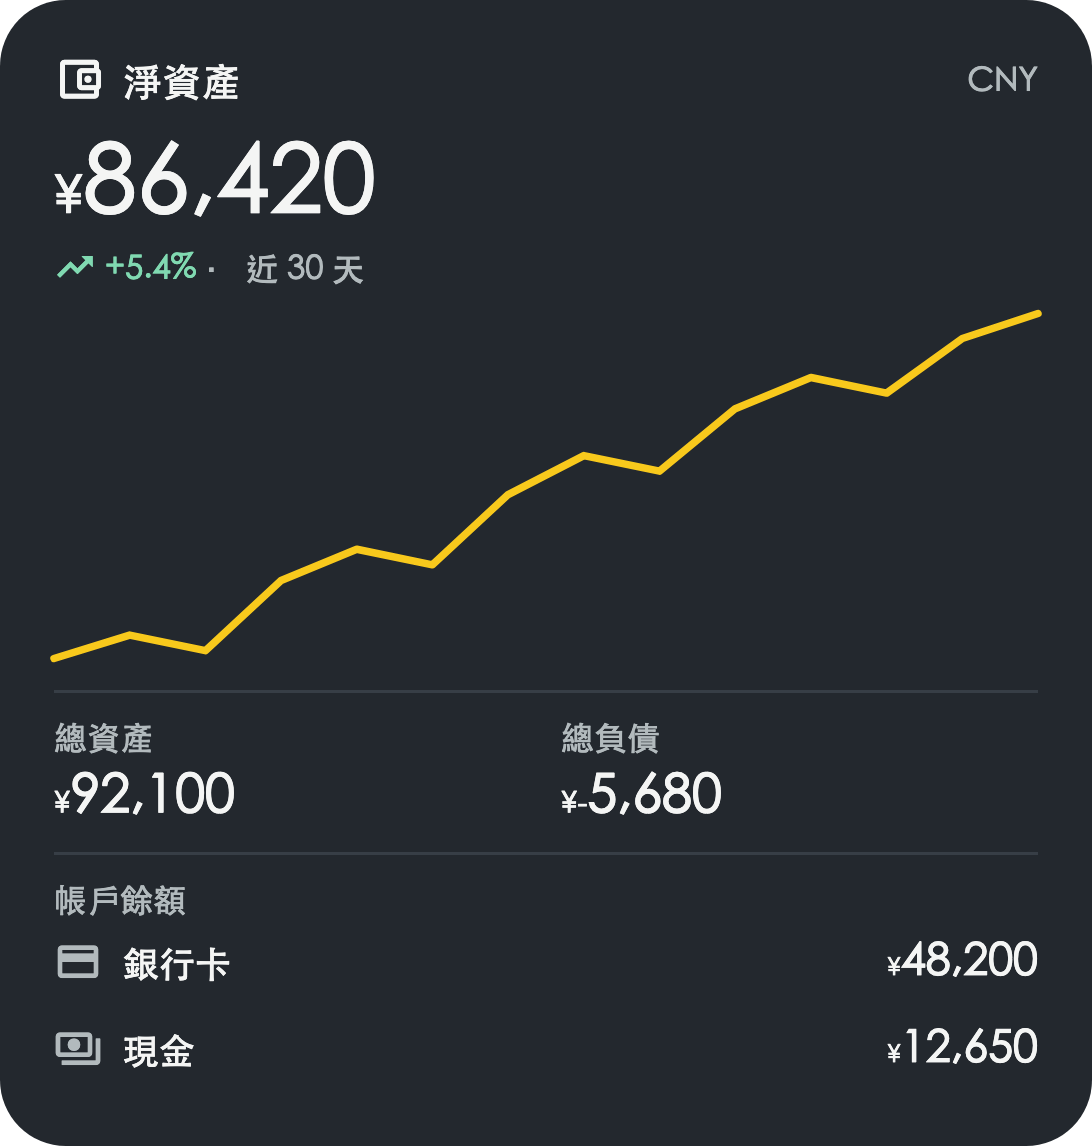 淨資產 CNY
¥86,420
+5.4% · 近 30 天
總資產 總負債
¥92,100 ¥-5,680
帳戶餘額
銀行卡 ¥48,200
現金 ¥12,650